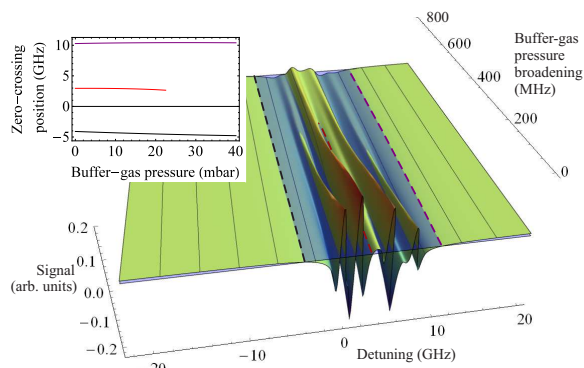 Zero−crossing
position (GHz)
10
5
0
−5
0
10
20
30
40
Buffer−gas pressure (mbar)
800
600
400
200
0
Buffer-gas
pressure
broadening
(MHz)
0.2
0.1
0.0
−0.1
−0.2
Signal
(arb. units)
−20
−10
0
10
20
Detuning (GHz)